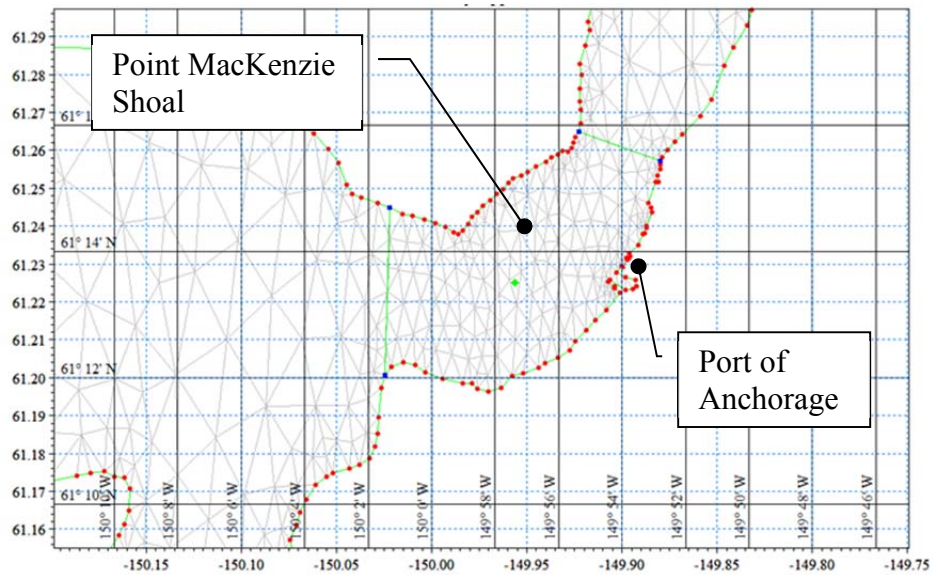 61.29
61.28
61.27
61.26
61.25
61.24
61.23
61.22
61.21
61.20
61.19
61.18
61.17
61.16
Point MacKenzie
Shoal
61° 1
61° 14' N
61° 12' N
61° 10' N
Port of
Anchorage
150° 10' W
150° 8' W
150° 6' W
150° 4' W
150° 2' W
150° 0' W
149° 58' W
149° 56' W
149° 54' W
149° 52' W
149° 50' W
149° 48' W
149° 46' W
-150.15
-150.10
-150.05
-150.00
-149.95
-149.90
-149.85
-149.80
-149.75